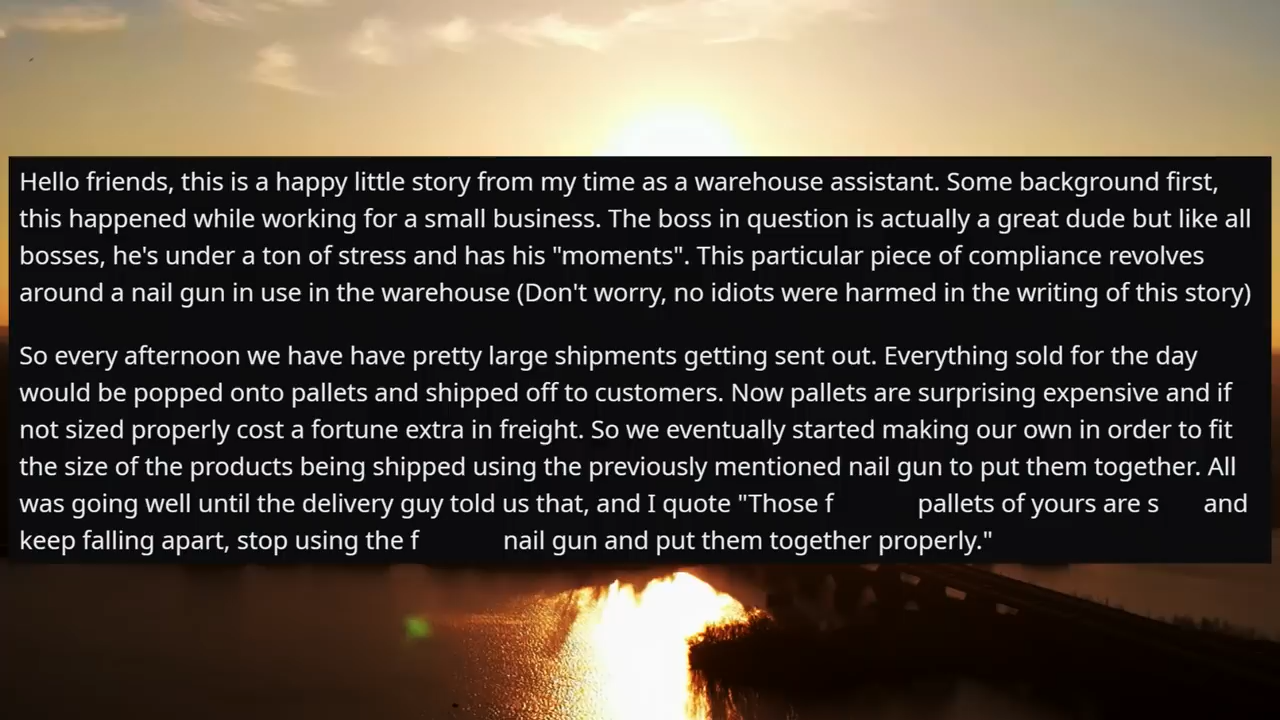 Hello friends, this is a happy little story from my time as a warehouse assistant. Some background first,
this happened while working for a small business. The boss in question is actually a great dude but like all
bosses, he's under a ton of stress and has his "moments". This particular piece of compliance revolves
around a nail gun in use in the warehouse (Don't worry, no idiots were harmed in the writing of this story)
So every afternoon we have have pretty large shipments getting sent out. Everything sold for the day
would be popped onto pallets and shipped off to customers. Now pallets are surprising expensive and if
not sized properly cost a fortune extra in freight. So we eventually started making our own in order to fit
the size of the products being shipped using the previously mentioned nail gun to put them together. All
was going well until the delivery guy told us that, and I quote "Those f pallets of yours are s and
keep falling apart, stop using the f nail gun and put them together properly."